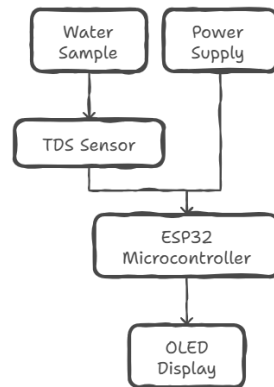 Water
Sample
Power
Supply
TDS Sensor
ESP32
Microcontroller
OLED
Display